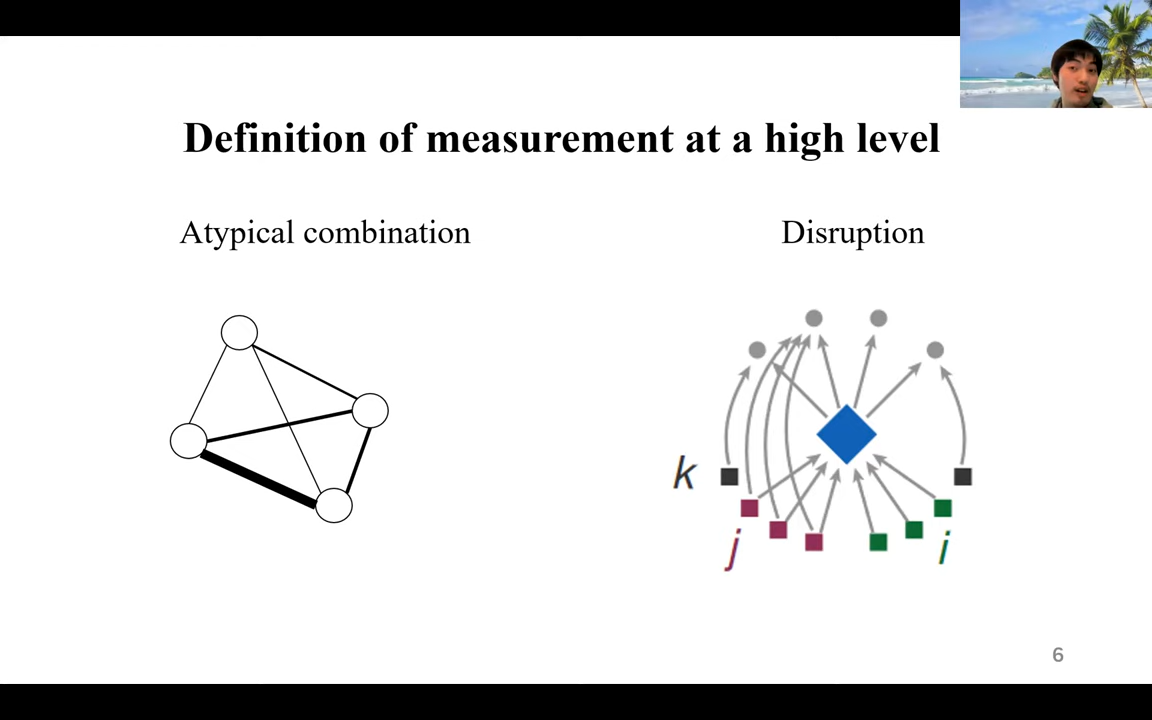 Definition of measurement at a high level
Atypical combination
Disruption
k
j
i
6